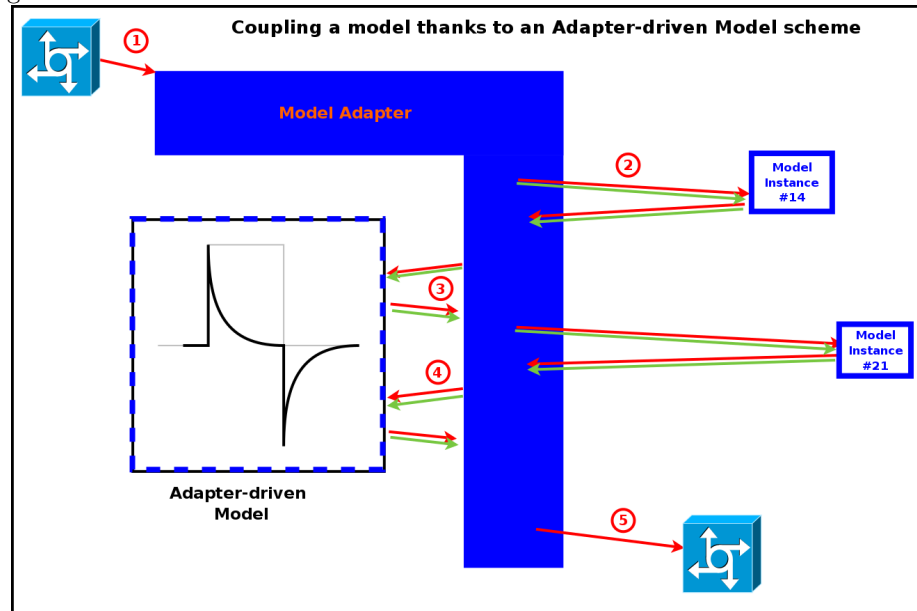 Coupling a model thanks to an Adapter-driven Model scheme
1
Model Adapter
2
Model
Instance
#14
3
Model
Instance
#21
4
Adapter-driven
Model
5